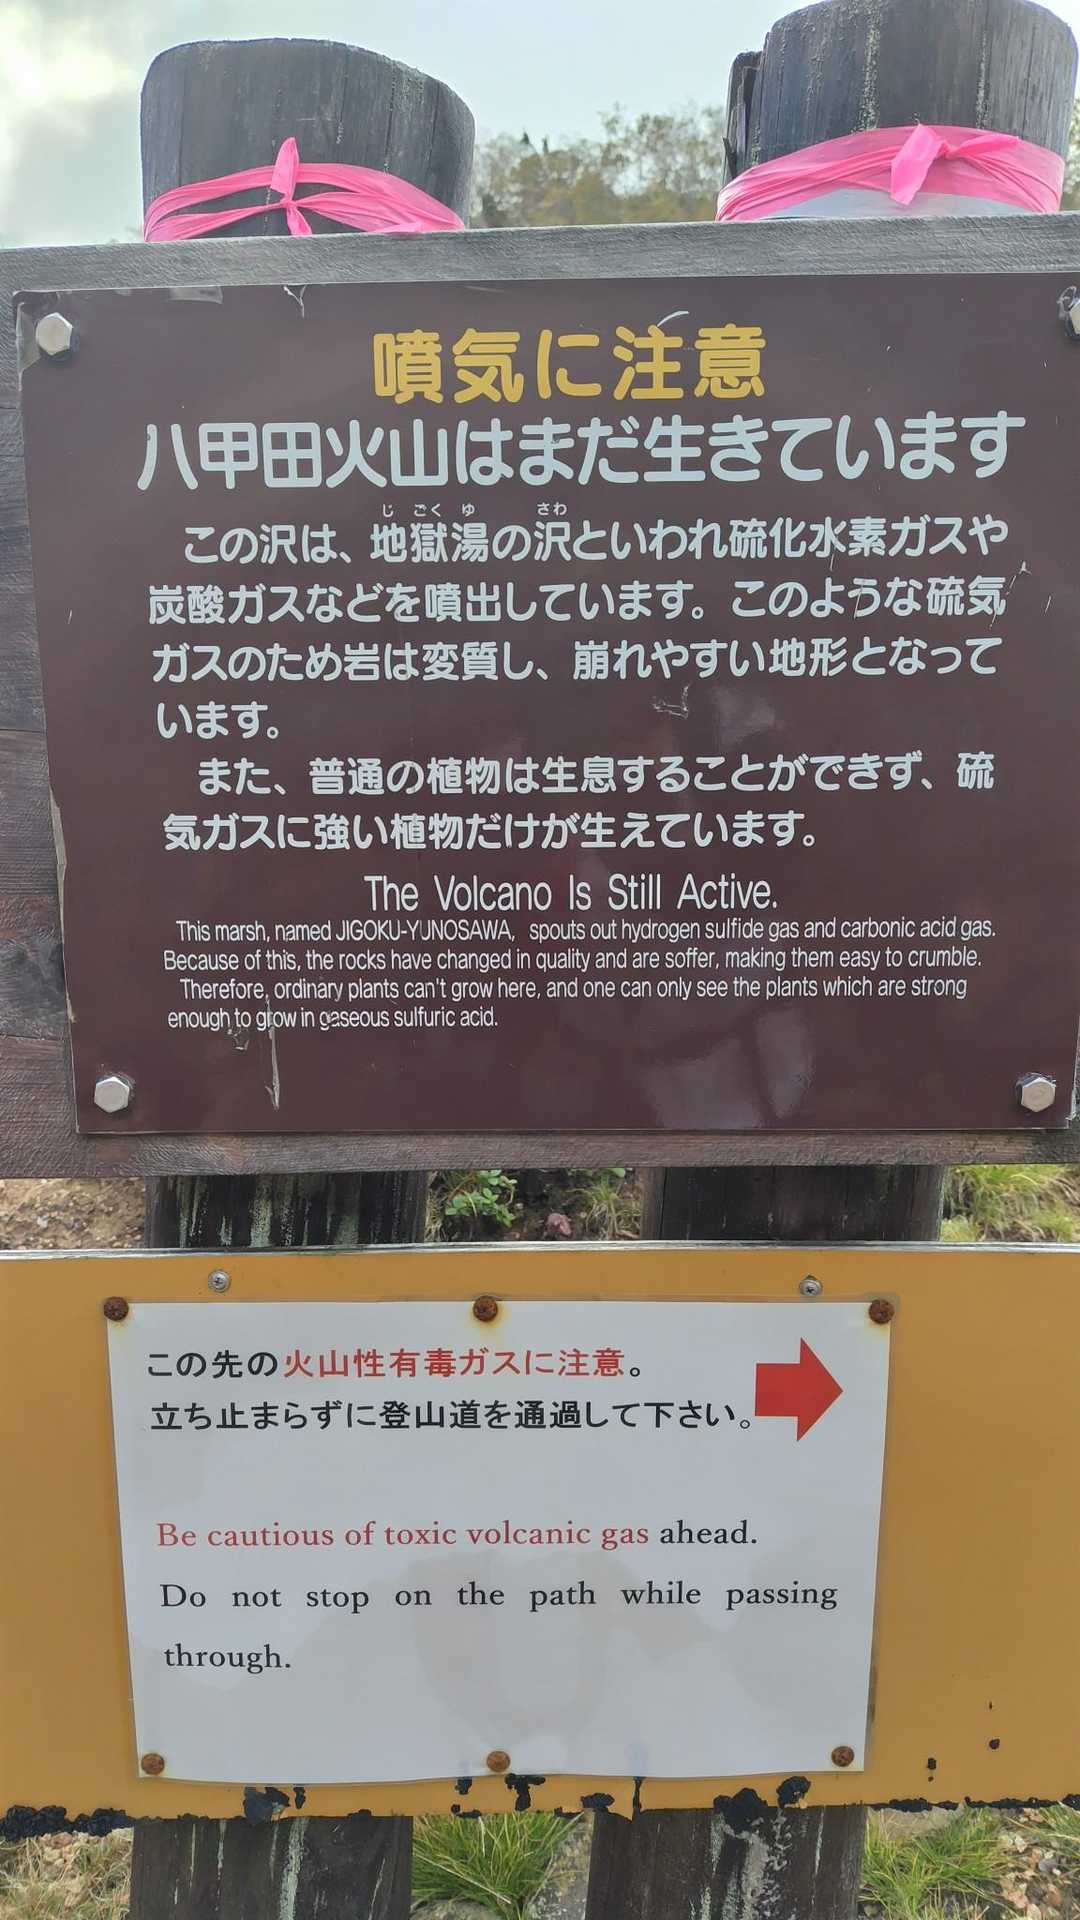 噴気に注意
八甲田火山はまだ生きています
じ ごく ゆ さわ
この沢は、地獄湯の沢といわれ硫化水素ガスや
炭酸ガスなどを噴出しています。このような硫気
ガスのため岩は変質し、崩れやすい地形となって
います。
また、普通の植物は生息することができず、硫
気ガスに強い植物だけが生えています。
The Volcano Is Still Active.
This marsh, named JIGOKU-YUNOSAWA, spouts out hydrogen sulfide gas and carbonic acid gas.
Because of this, the rocks have changed in quality and are soffer, making them easy to crumble.
Therefore, ordinary plants can't grow here, and one can only see the plants which are strong
enough to grow in gaseous sulfuric acid.
この先の火山性有毒ガスに注意。
立ち止まらずに登山道を通過して下さい。
Be cautious of toxic volcanic gas ahead.
Do not stop on the path while passing
through.